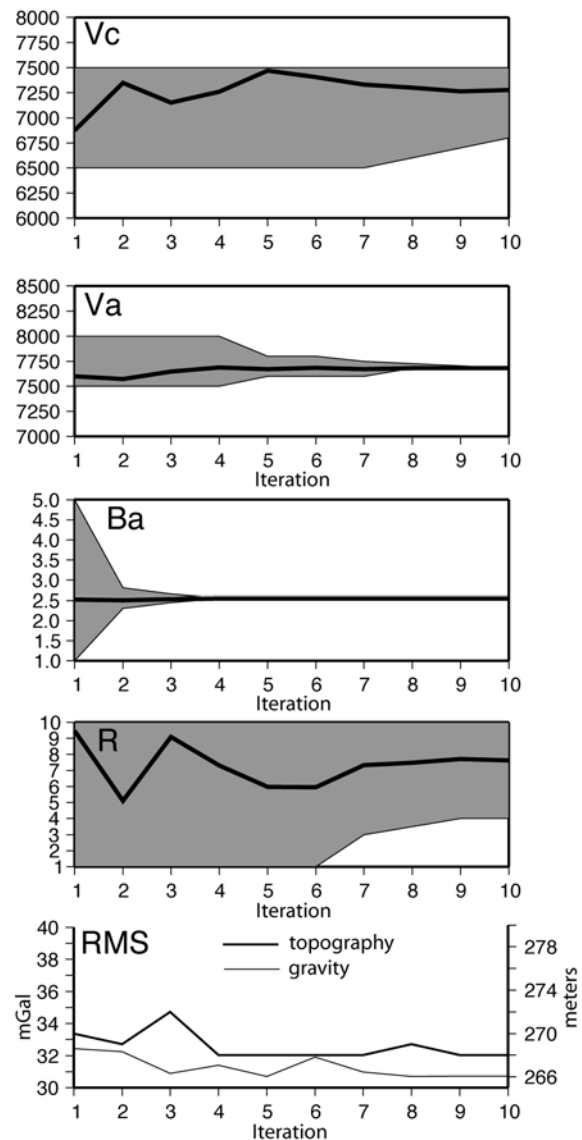 Vc
8000
7500
7250
7000
6750
6500
6250
6000
1 2 3 4 5 6 7 8 9 10
Va
8500
8250
8000
7750
7500
7250
7000
1 2 3 4 5 6 7 8 9 10
Iteration
Ba
5.0
4.5
4.0
3.5
3.0
2.5
2.0
1.5
1.0
1 2 3 4 5 6 7 8 9 10
Iteration
R
10
9
8
7
6
5
4
3
2
1
1 2 3 4 5 6 7 8 9 10
Iteration
RMS
topography
gravity
mGal
40
38
36
34
32
30
278
274
272
270
268
266
meters
1 2 3 4 5 6 7 8 9 10
Iteration